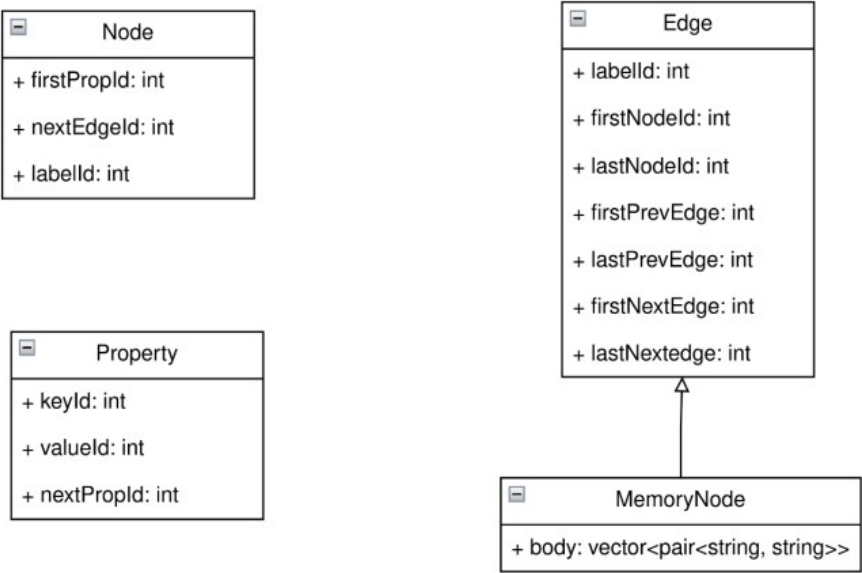 Node
+ firstPropId: int
+ nextEdgeId: int
+ labelId: int
Edge
+ labelId: int
+ firstNodeId: int
+ lastNodeId: int
+ firstPrevEdge: int
+ lastPrevEdge: int
+ firstNextEdge: int
+ lastNextedge: int
Property
+ keyId: int
+ valueId: int
+ nextPropId: int
MemoryNode
+ body: vector<pair<string, string>>